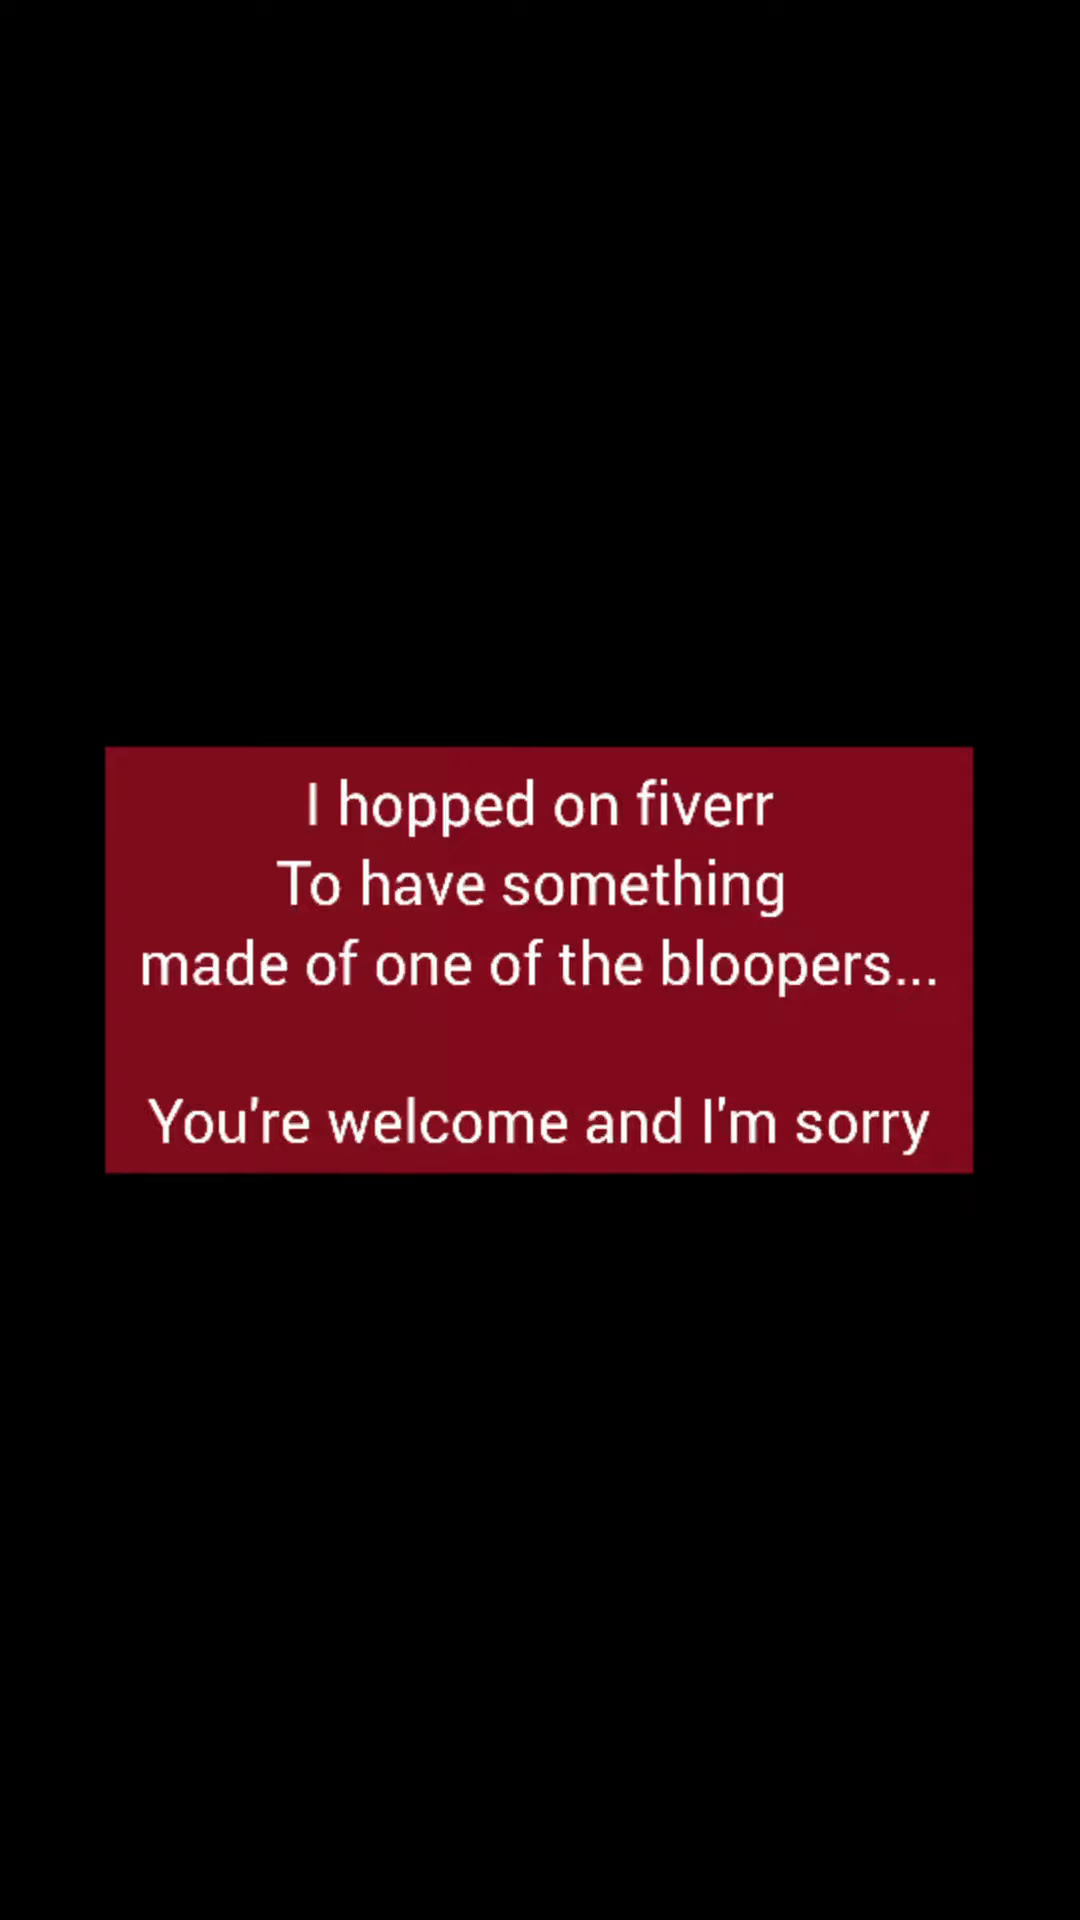 I hopped on fiverr
To have something
made of one of the bloopers...
You're welcome and I'm sorry